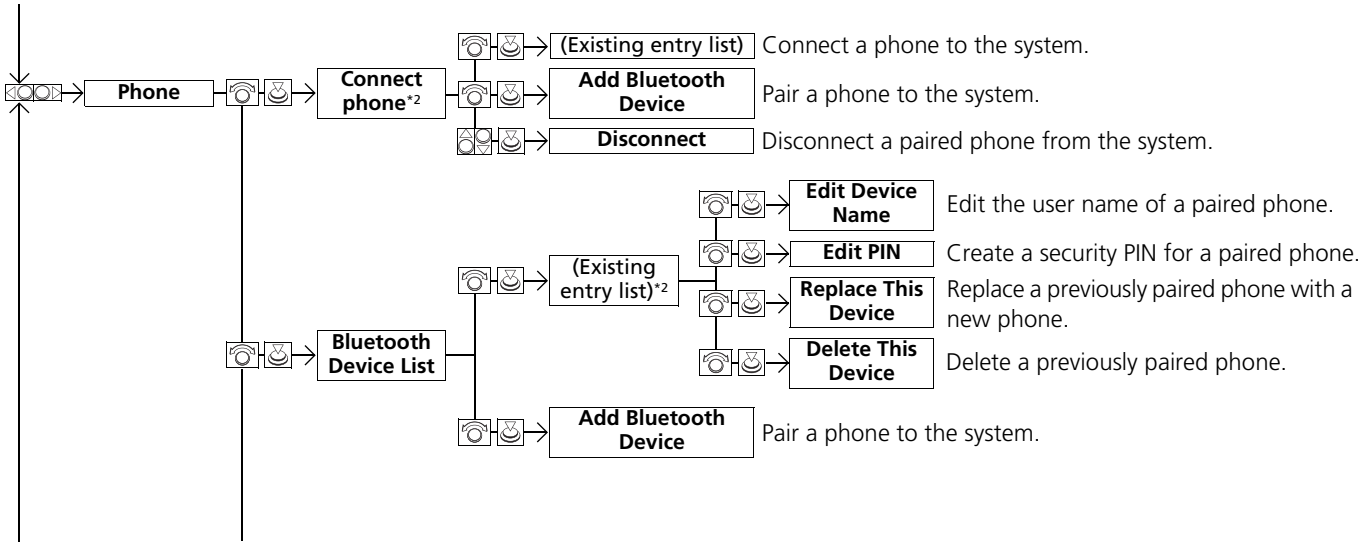 (Existing entry list) Connect a phone to the system.
Phone
Connect
phone*2
Add Bluetooth
Device
Pair a phone to the system.
Disconnect
Disconnect a paired phone from the system.
Edit Device
Name
Edit the user name of a paired phone.
Edit PIN
Create a security PIN for a paired phone.
(Existing
entry list)*2
Replace This
Device
Replace a previously paired phone with a
new phone.
Bluetooth
Device List
Delete This
Device
Delete a previously paired phone.
Add Bluetooth
Device
Pair a phone to the system.